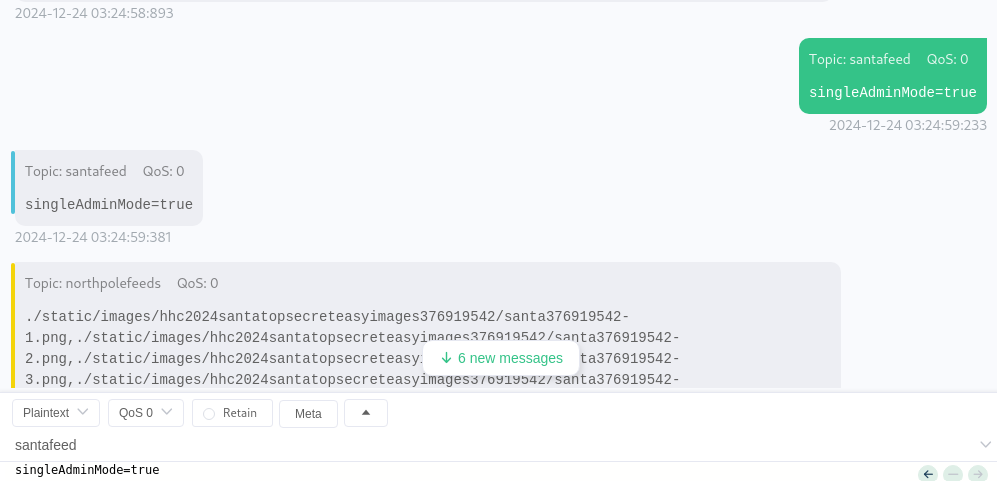 2024-12-24 03:24:58:893
Topic: santafeed QoS: 0
singleAdminMode=true
2024-12-24 03:24:59:233
Topic: santafeed QoS: 0
singleAdminMode=true
2024-12-24 03:24:59:381
Topic: northpolefeeds QoS: 0
./static/images/hhc2024santatopsecreteasyimages376919542/santa376919542-
1.png,./static/images/hhc2024santatopsecreteasyimages376919542/santa376919542-
2.png,./static/images/hhc2024santatopsecreteasyi ta376919542-
6 new messages
3.png,./static/images/hhc2024santatopsecreteasyimages376919542/santa376919542-
Plaintext QoS 0 Retain Meta
santafeed
singleAdminMode=true